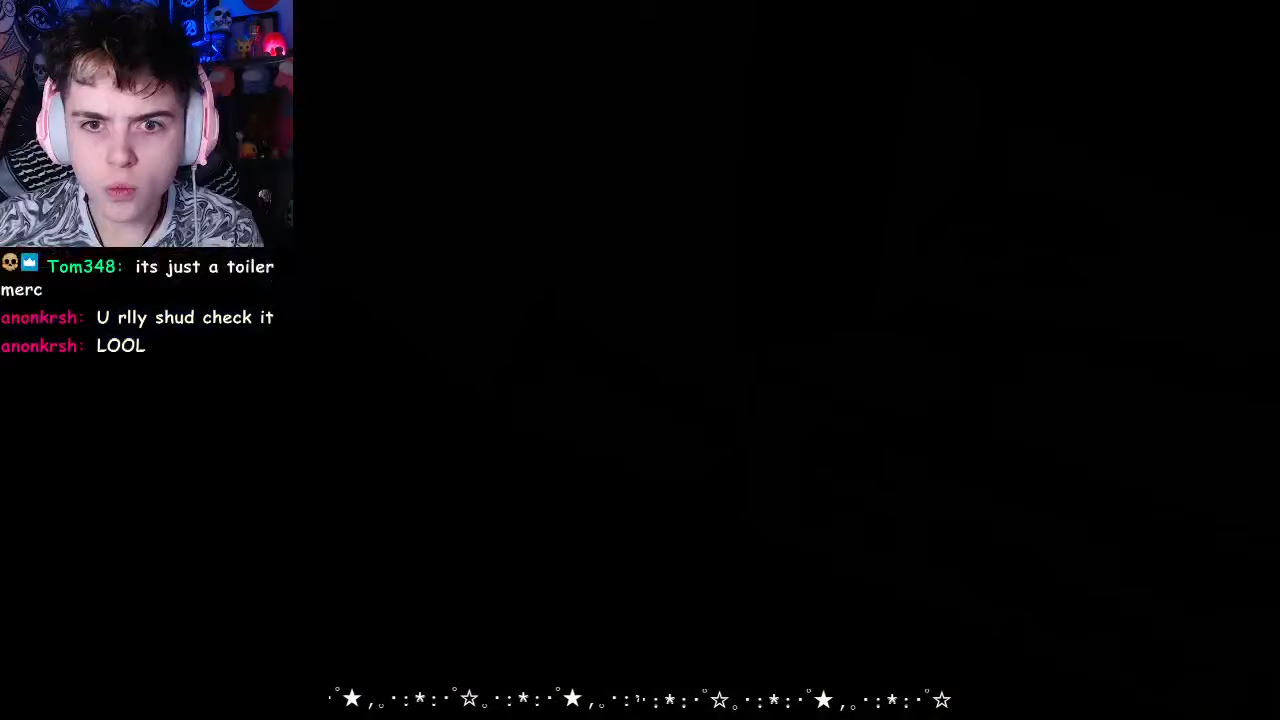 Tom348: its just a toiler
merc
anonkrsh: U rlly shud check it
anonkrsh: LOOL